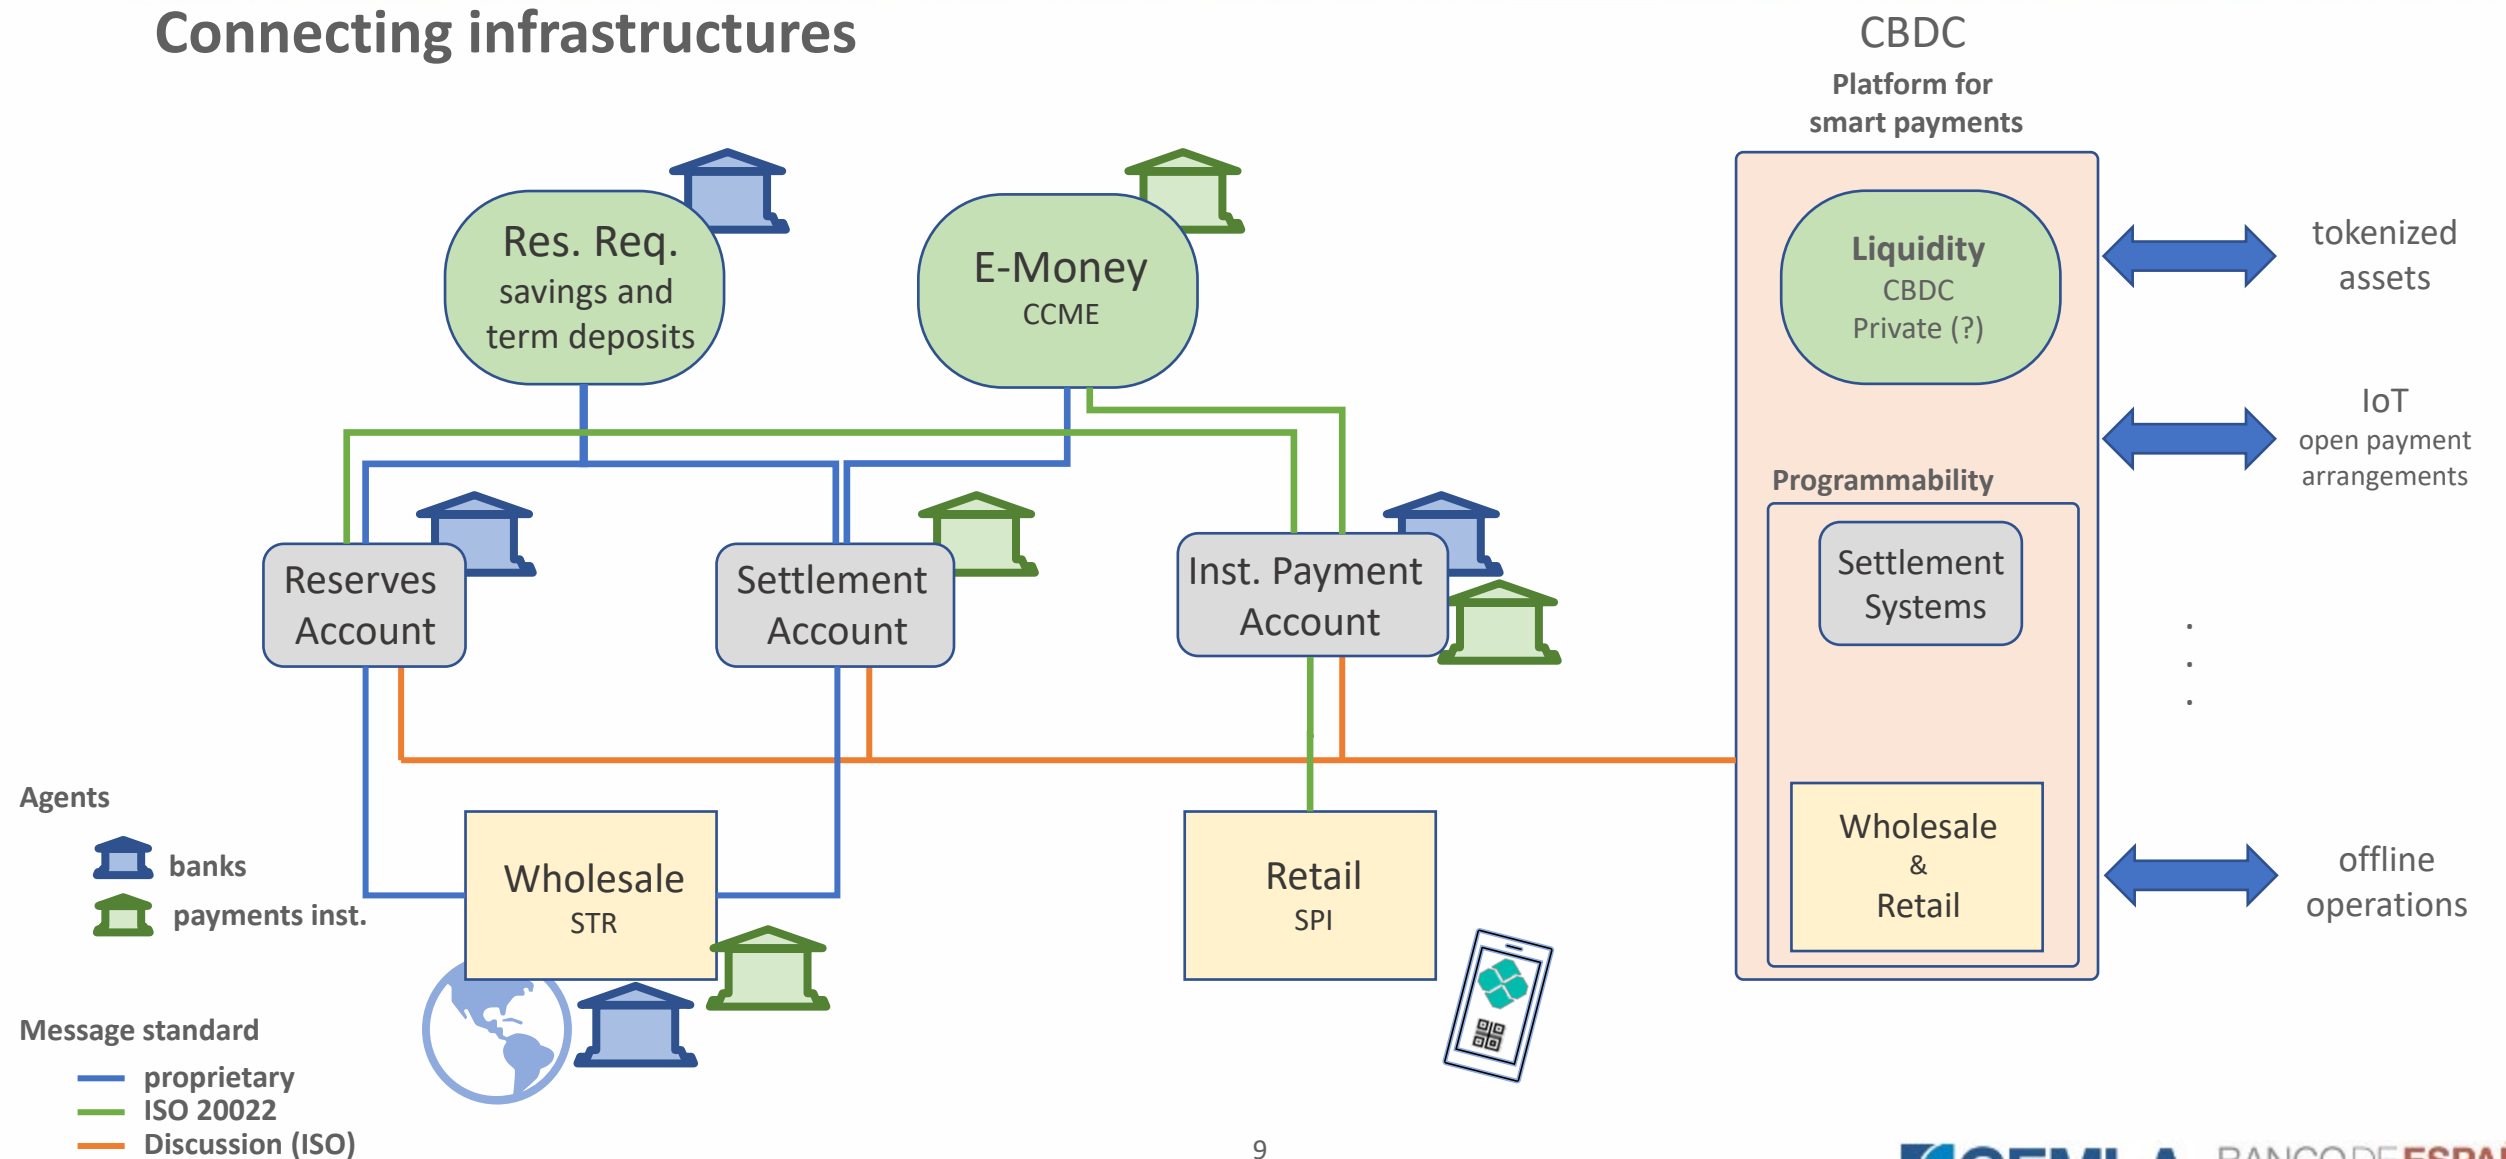 Connecting infrastructures
CBDC
Platform for
smart payments
Res. Req.
savings and
term deposits
E-Money
CCME
Liquidity
CBDC
Private (?)
tokenized
assets
IoT
open payment
arrangements
Programmability
Reserves
Account
Settlement
Account
Inst. Payment
Account
Settlement
Systems
.
.
.
Agents
banks
payments inst.
Wholesale
STR
Retail
SPI
Wholesale
&
Retail
offline
operations
Message standard
proprietary
ISO 20022
Discussion (ISO)
9